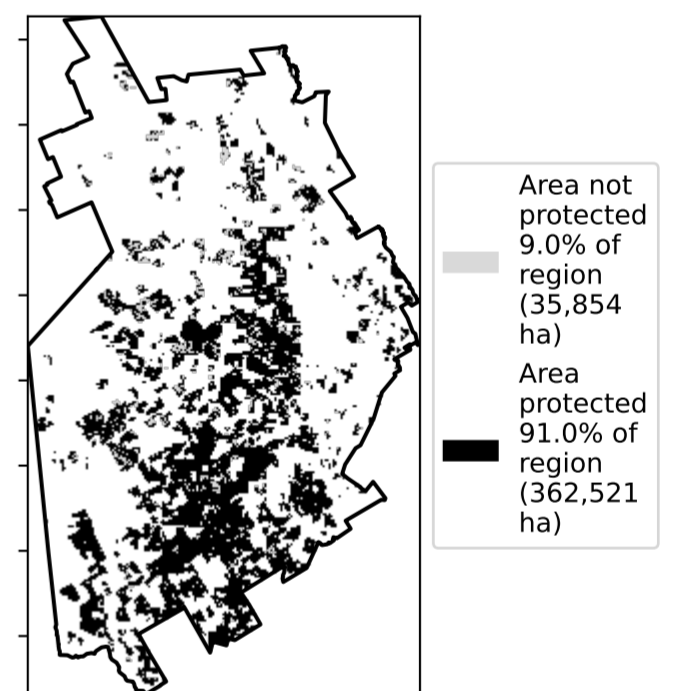 Area not
protected
9.0% of
region
(35,854
ha)
Area
protected
91.0% of
region
(362,521
ha)